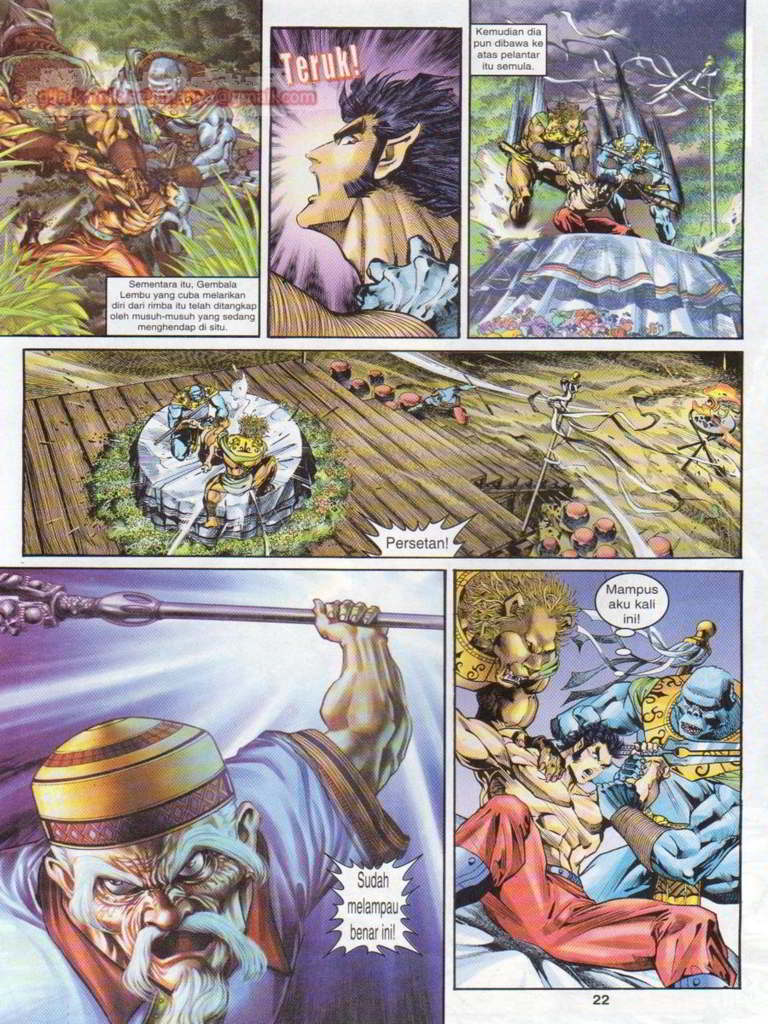 Teruk!
Kemudian dia
pun dibawa ke
atas pelantar
itu semula.
Sementara itu, Gembala
Lembu yang cuba melarikan
diri dari rimba itu telah ditangkap
oleh musuh-musuh yang sedang
menghendap di situ.
Persetan!
Mampus
aku kali
ini!
Sudah
melampau
benar ini!
22